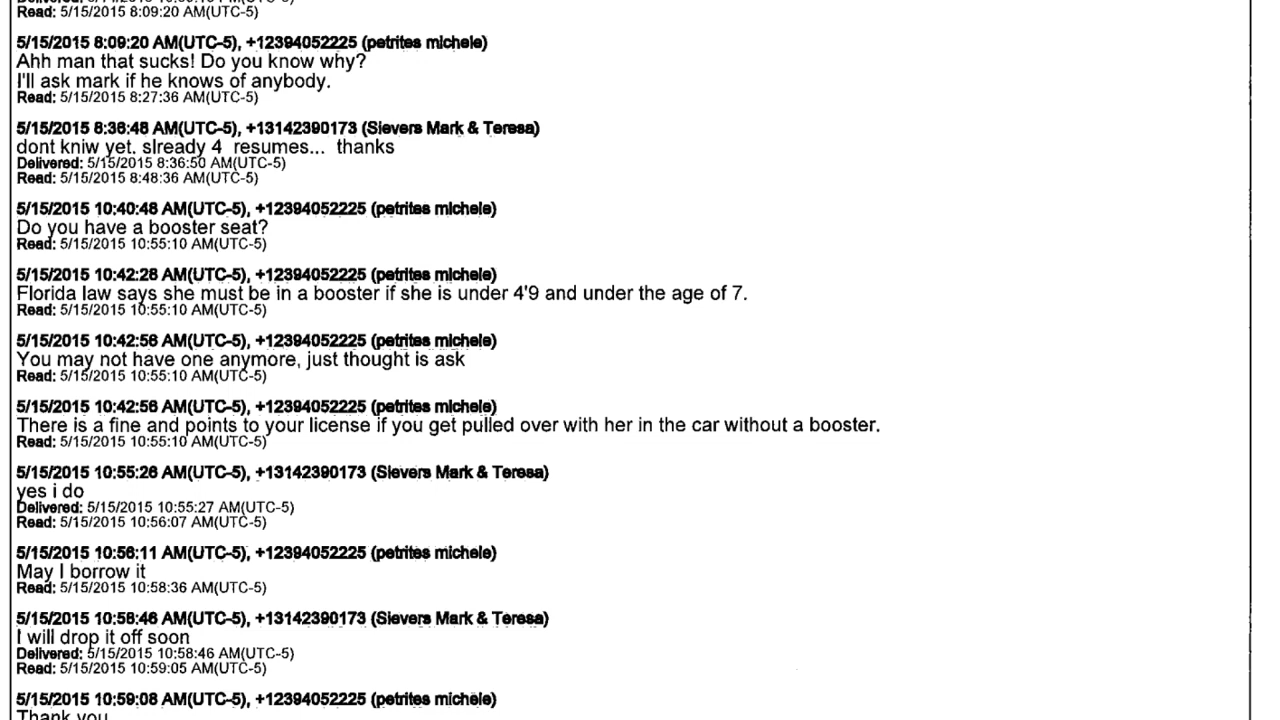 Read: 5/15/2015 8:09:20 AM(UTC-5)
5/15/2015 8:09:20 AM(UTC-5), +12394052225 (petrites michele)
Ahh man that sucks! Do you know why?
I'll ask mark if he knows of anybody.
Read: 5/15/2015 8:27:36 AM(UTC-5)
5/15/2015 8:36:48 AM(UTC-5), +13142390173 (Sievers Mark & Teresa)
dont kniw yet. slready 4 resumes... thanks
Delivered: 5/15/2015 8:36:50 AM(UTC-5)
Read: 5/15/2015 8:48:36 AM(UTC-5)
5/15/2015 10:40:48 AM(UTC-5), +12394052225 (petrites michele)
Do you have a booster seat?
Read: 5/15/2015 10:55:10 AM(UTC-5)
5/15/2015 10:42:28 AM(UTC-5), +12394052225 (petrites michele)
Florida law says she must be in a booster if she is under 4'9 and under the age of 7.
Read: 5/15/2015 10:55:10 AM(UTC-5)
5/15/2015 10:42:56 AM(UTC-5), +12394052225 (petrites michele)
You may not have one anymore, just thought is ask
Read: 5/15/2015 10:55:10 AM(UTC-5)
5/15/2015 10:42:56 AM(UTC-5), +12394052225 (petrites michele)
There is a fine and points to your license if you get pulled over with her in the car without a booster.
Read: 5/15/2015 10:55:10 AM(UTC-5)
5/15/2015 10:55:26 AM(UTC-5), +13142390173 (Sievers Mark & Teresa)
yes i do
Delivered: 5/15/2015 10:55:27 AM(UTC-5)
Read: 5/15/2015 10:56:07 AM(UTC-5)
5/15/2015 10:56:11 AM(UTC-5), +12394052225 (petrites michele)
May I borrow it
Read: 5/15/2015 10:58:36 AM(UTC-5)
5/15/2015 10:58:46 AM(UTC-5), +13142390173 (Sievers Mark & Teresa)
I will drop it off soon
Delivered: 5/15/2015 10:58:46 AM(UTC-5)
Read: 5/15/2015 10:59:05 AM(UTC-5)
5/15/2015 10:59:08 AM(UTC-5), +12394052225 (petrites michele)
Thank you